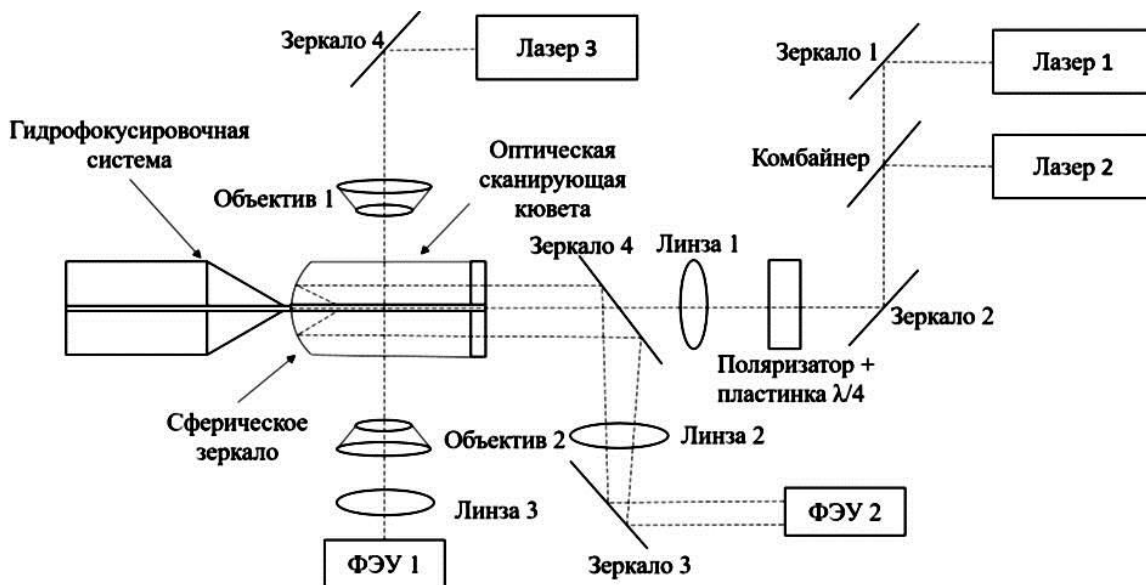 Зеркало 4
Лазер 3
Зеркало 1
Лазер 1
Гидрофокусировочная
система
Объектив 1
Оптическая
сканирующая
кювета
Комбайнер
Лазер 2
Зеркало 4
Линза 1
Зеркало 2
Поляризатор +
пластинка λ/4
Сферическое
зеркало
Объектив 2
Линза 2
Линза 3
ФЭУ 2
ФЭУ 1
Зеркало 3